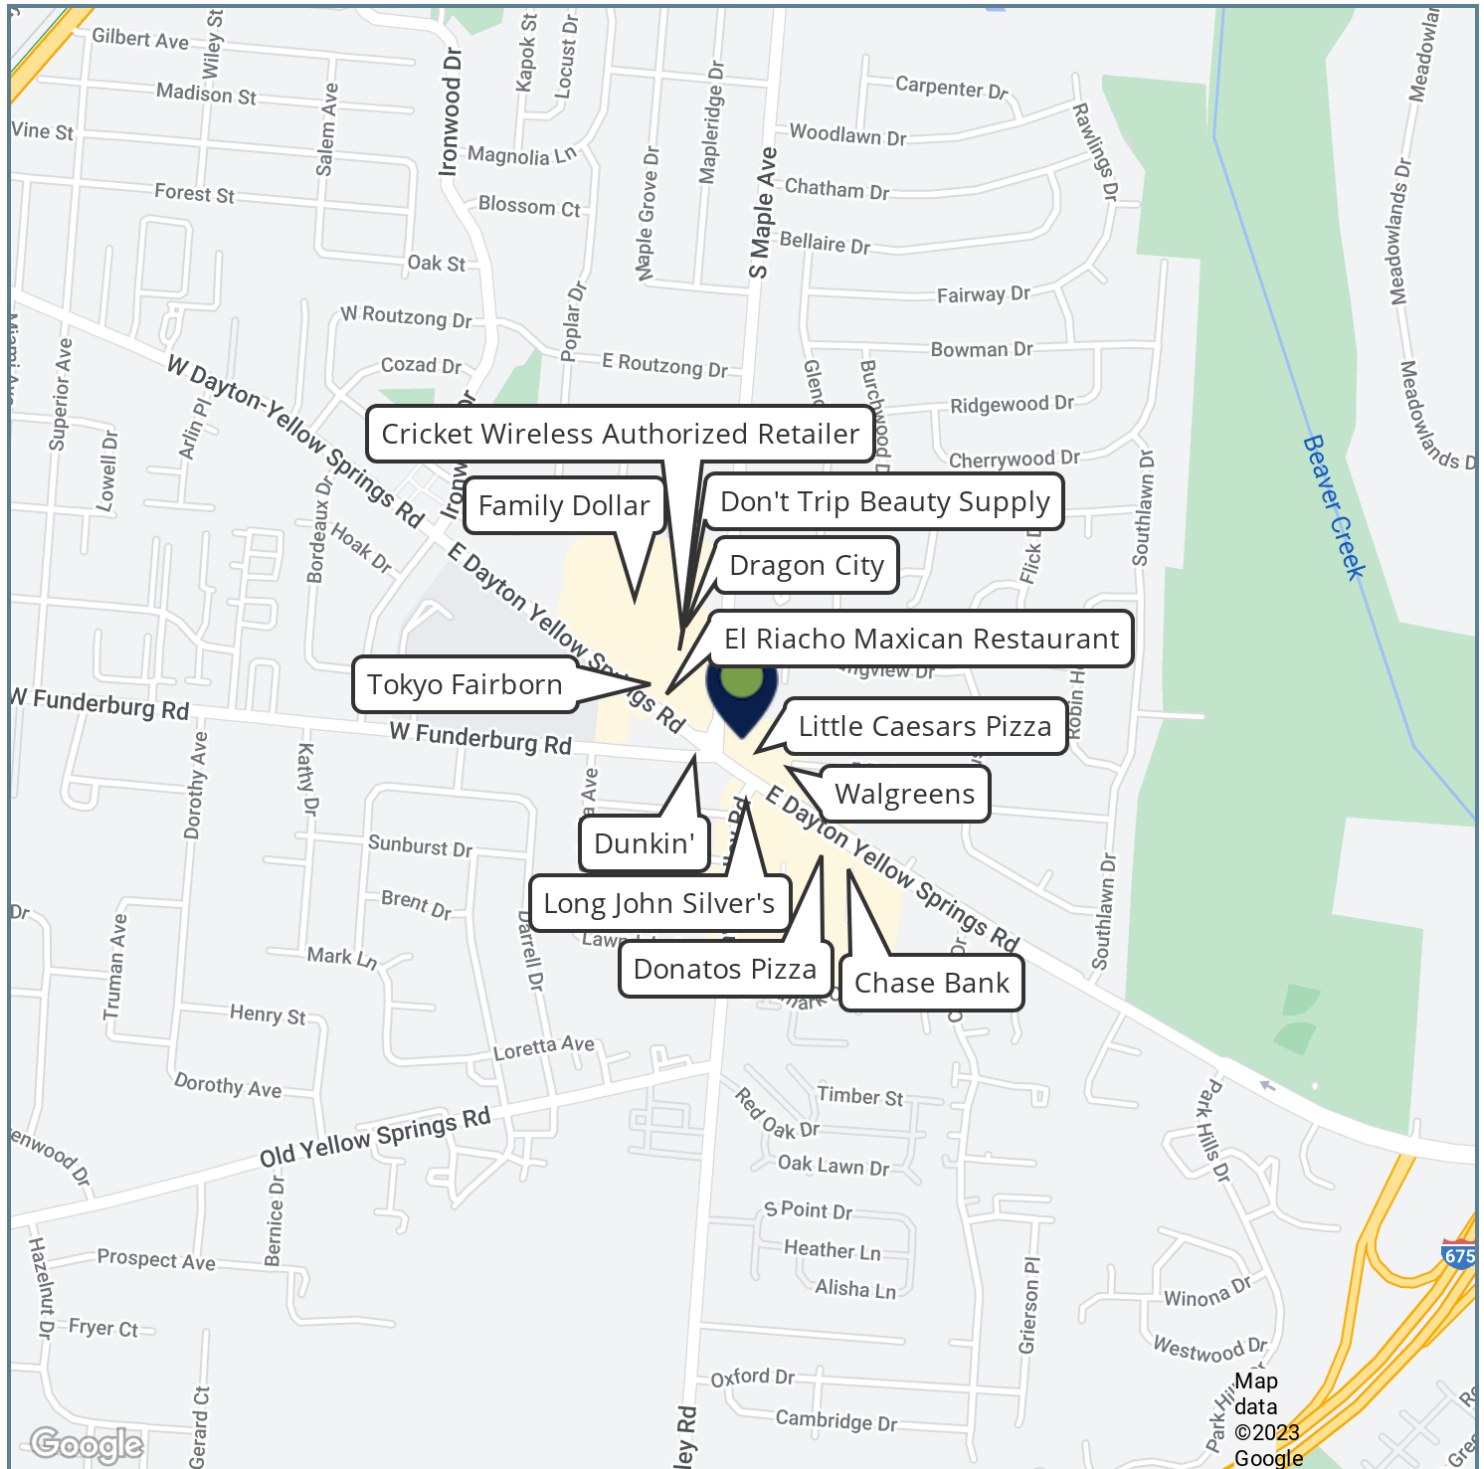 Gilbert Ave
Wiley St
Kapok St
Locust Dr
Ironwood Dr
Madison St
Salem Ave
Vine St
Magnolia Ln
Forest St
Blossom Ct
Oak St
Maple Grove Dr
Mapleridge Dr
S Maple Ave
Carpenter Dr
Woodlawn Dr
Rawlings Dr
Chatham Dr
Bellaire Dr
Fairway Dr
Bowman Dr
Ridgewood Dr
Cherrywood Dr
Meadowlands Dr
Meadowlands D
Beaver Creek
W Routzong Dr
Cozad Dr
Poplar Dr
E Routzong Dr
Superior Ave
Arlin Pl
Lowell Dr
W Dayton-Yellow Springs Rd
Bordeaux Dr
Hoak Dr
Burchwood D
Southlawn Dr
Flick D
Cricket Wireless Authorized Retailer
Family Dollar
Don't Trip Beauty Supply
Dragon City
El Riacho Maxican Restaurant
Tokyo Fairborn
E Dayton Yellow Springs Rd
W Funderburg Rd
W Funderburg Rd
Little Caesars Pizza
Walgreens
Dunkin'
Long John Silver's
Donatos Pizza
Chase Bank
E Dayton Yellow Springs Rd
Dorothy Ave
Kathy Dr
Sunburst Dr
Brent Dr
Darrell Dr
Truman Ave
Mark Ln
Henry St
Loretta Ave
Dorothy Ave
Old Yellow Springs Rd
Southlawn Dr
Timber St
Red Oak Dr
Oak Lawn Dr
S Point Dr
Heather Ln
Alisha Ln
Grierson Pl
Park Hills Dr
Winona Dr
Westwood Dr
675
Bernice Dr
Prospect Ave
Hazelnut Dr
Fryer Ct
Gerard Ct
Oxford Dr
Cambridge Dr
ley Rd
Google
Map
data
©2023
Google